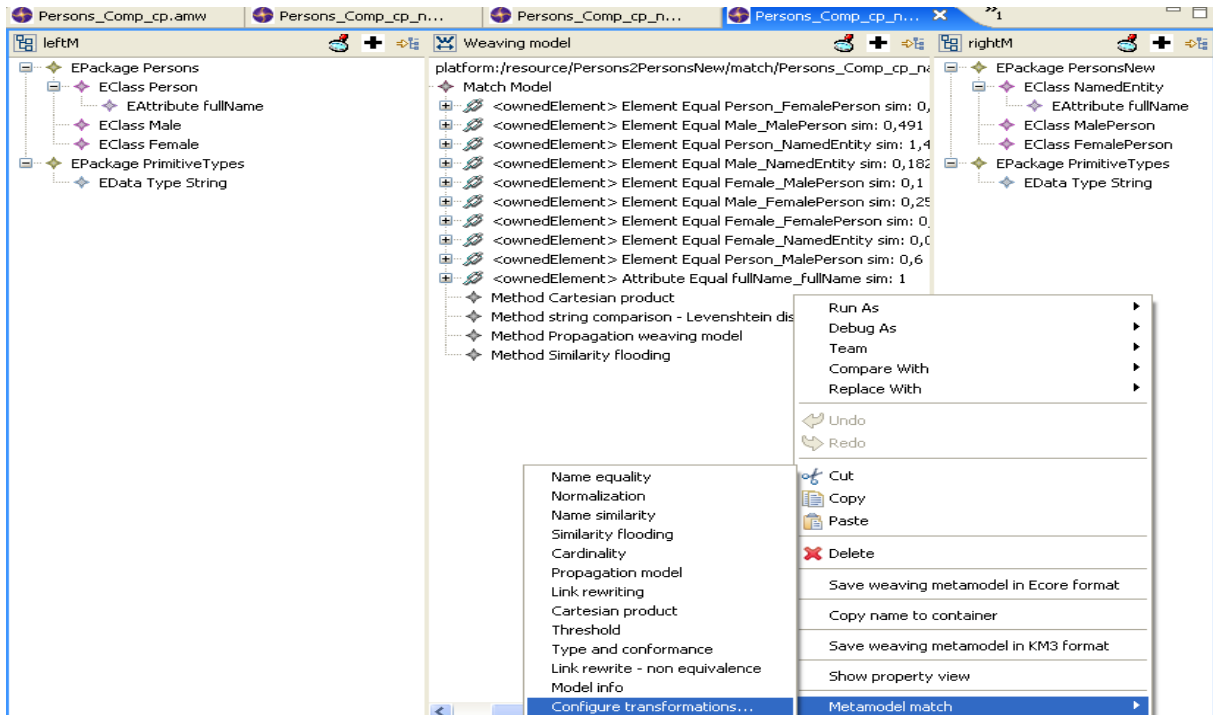 Persons_Comp_cp.amw
Persons_Comp_cp_n...
Persons_Comp_cp_n...
Persons_Comp_cp_n...
»1
leftM
EPackage Persons
EClass Person
EAttribute fullName
EClass Male
EClass Female
EPackage PrimitiveTypes
EData Type String
Weaving model
platform:/resource/Persons2PersonsNew/match/Persons_Comp_cp_na
Match Model
<ownedElement> Element Equal Person_FemalePerson sim: 0,
<ownedElement> Element Equal Male_MalePerson sim: 0,491
<ownedElement> Element Equal Person_NamedEntity sim: 1,4
<ownedElement> Element Equal Male_NamedEntity sim: 0,182
<ownedElement> Element Equal Female_MalePerson sim: 0,1
<ownedElement> Element Equal Male_FemalePerson sim: 0,25
<ownedElement> Element Equal Female_FemalePerson sim: 0,
<ownedElement> Element Equal Female_NamedEntity sim: 0,0
<ownedElement> Element Equal Person_MalePerson sim: 0,6
<ownedElement> Attribute Equal fullName_fullName sim: 1
Method Cartesian product
Method string comparison - Levenshtein dis
Method Propagation weaving model
Method Similarity flooding
rightM
EPackage PersonsNew
EClass NamedEntity
EAttribute fullName
EClass MalePerson
EClass FemalePerson
EPackage PrimitiveTypes
EData Type String
Run As
Debug As
Team
Compare With
Replace With
Undo
Redo
Cut
Copy
Paste
Delete
Save weaving metamodel in Ecore format
Copy name to container
Save weaving metamodel in KM3 format
Show property view
Metamodel match
Name equality
Normalization
Name similarity
Similarity flooding
Cardinality
Propagation model
Link rewriting
Cartesian product
Threshold
Type and conformance
Link rewrite - non equivalence
Model info
Configure transformations...